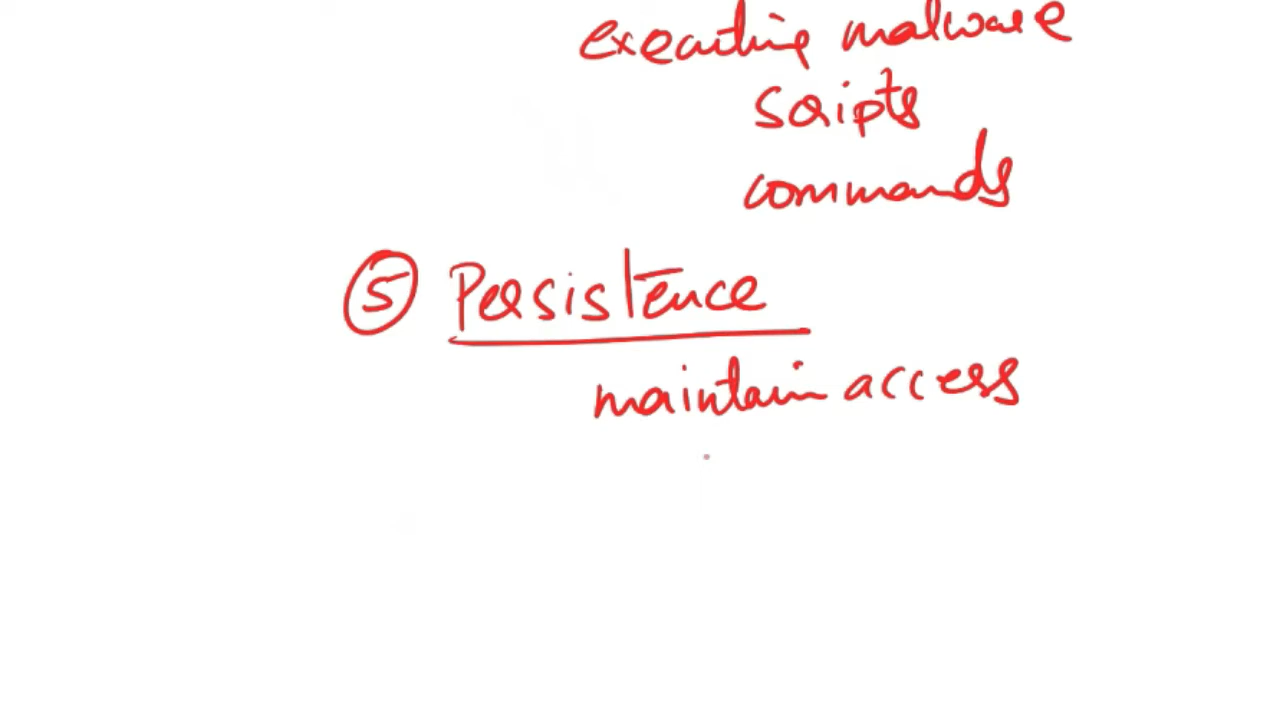 executing malware
scripts
commands
5 Persistence
maintain access